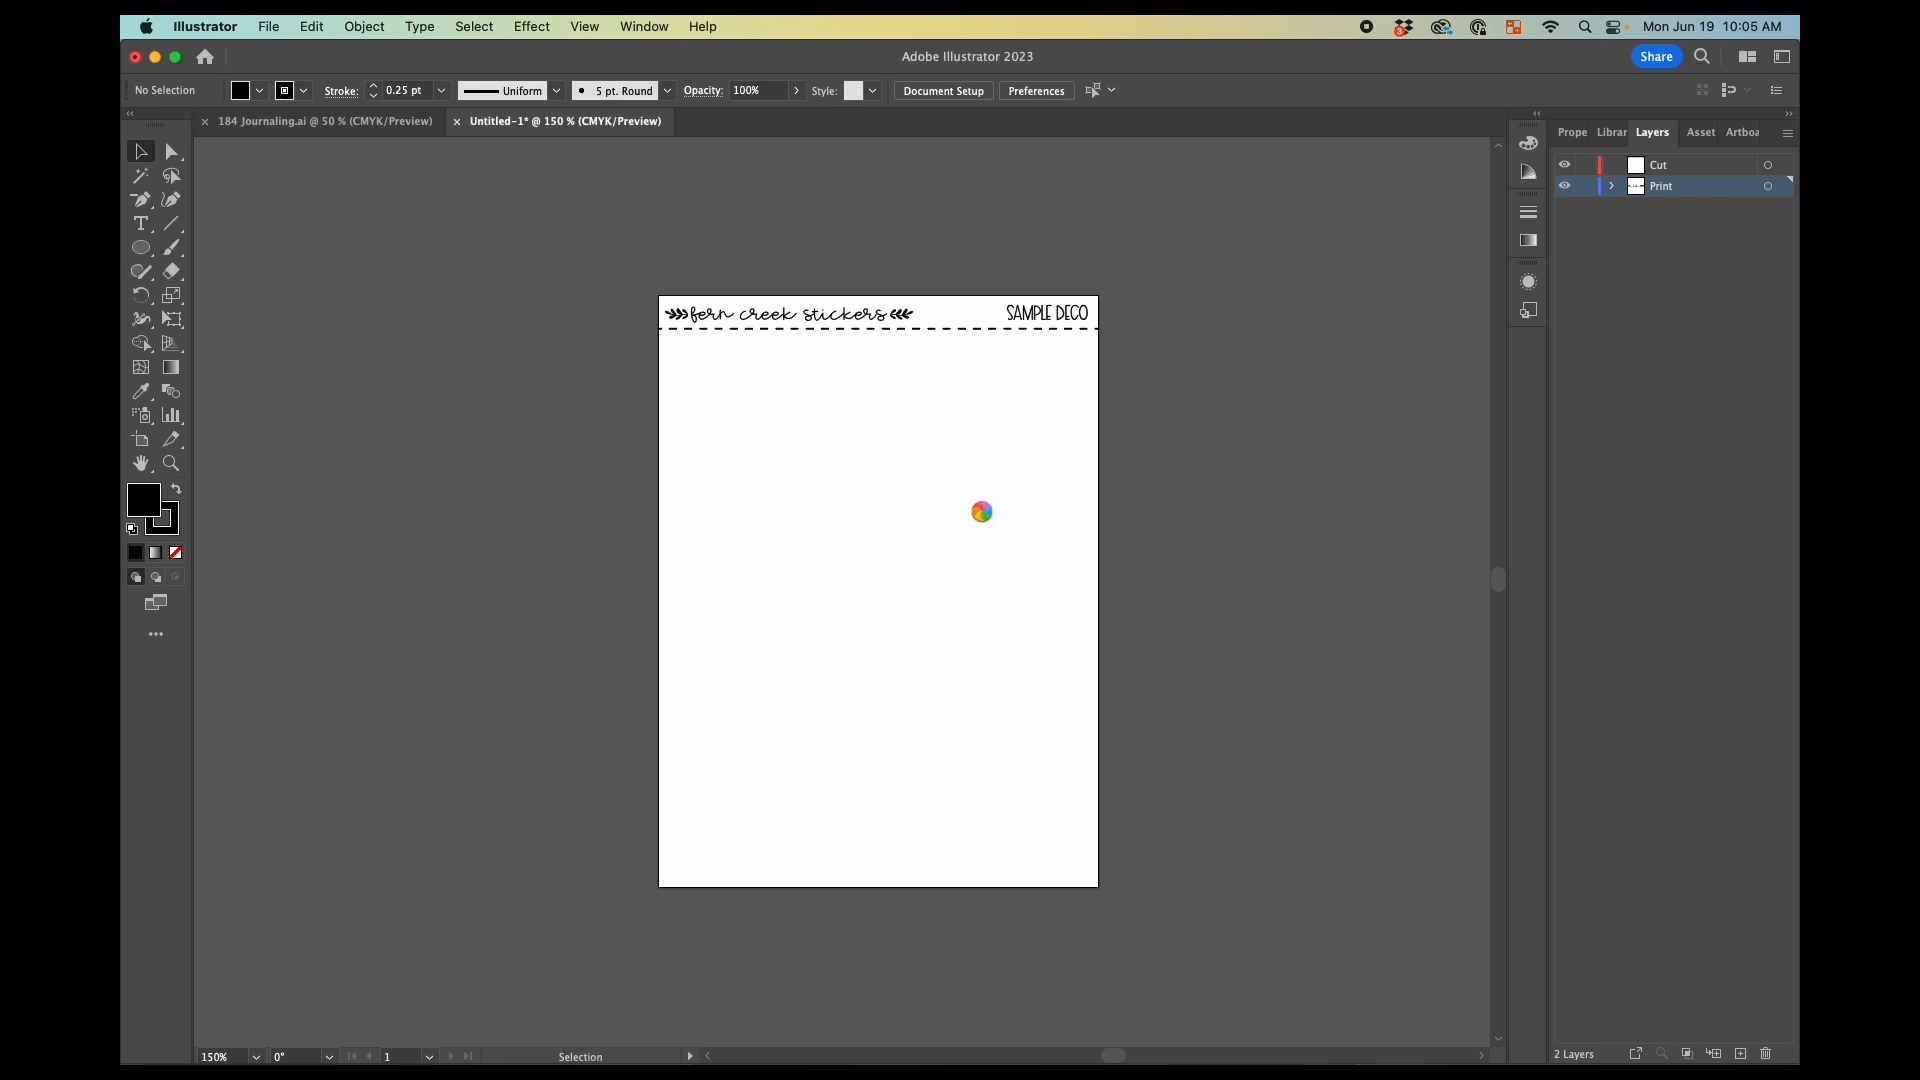 Illustrator File Edit Object Type Select Effect View Window Help
3
Mon Jun 19 10:05 AM
Adobe Illustrator 2023
Share
No Selection
Stroke: 0.25 pt
Uniform
5 pt. Round
Opacity: 100%
Style:
Document Setup
Preferences
184 Journaling.ai @ 50 % (CMYK/Preview)
Untitled-1* @ 150 % (CMYK/Preview)
Prope Librar Layers Asset Artboa
Cut
Print
fern creek stickers
SAMPLE DECO
150%
0°
1
Selection
2 Layers